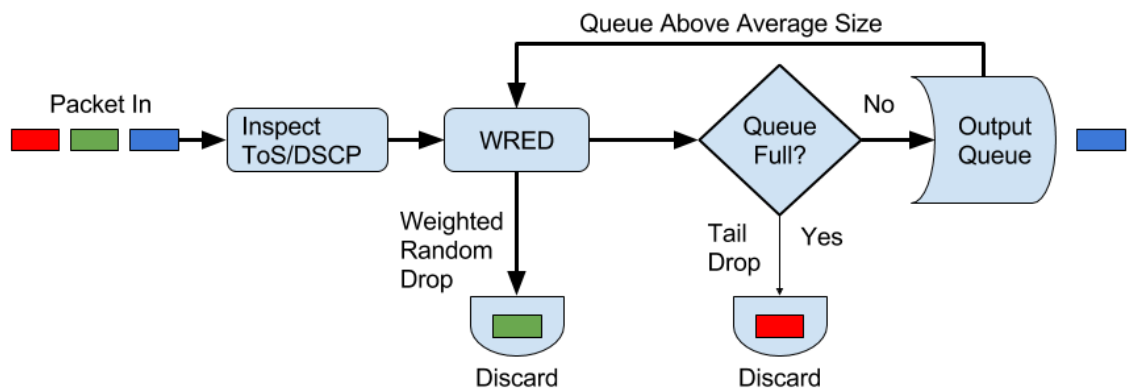 Queue Above Average Size
Packet In
Inspect
ToS/DSCP
WRED
Queue
Full?
No
Output
Queue
Weighted
Random
Drop
Tail
Drop
Yes
Discard
Discard